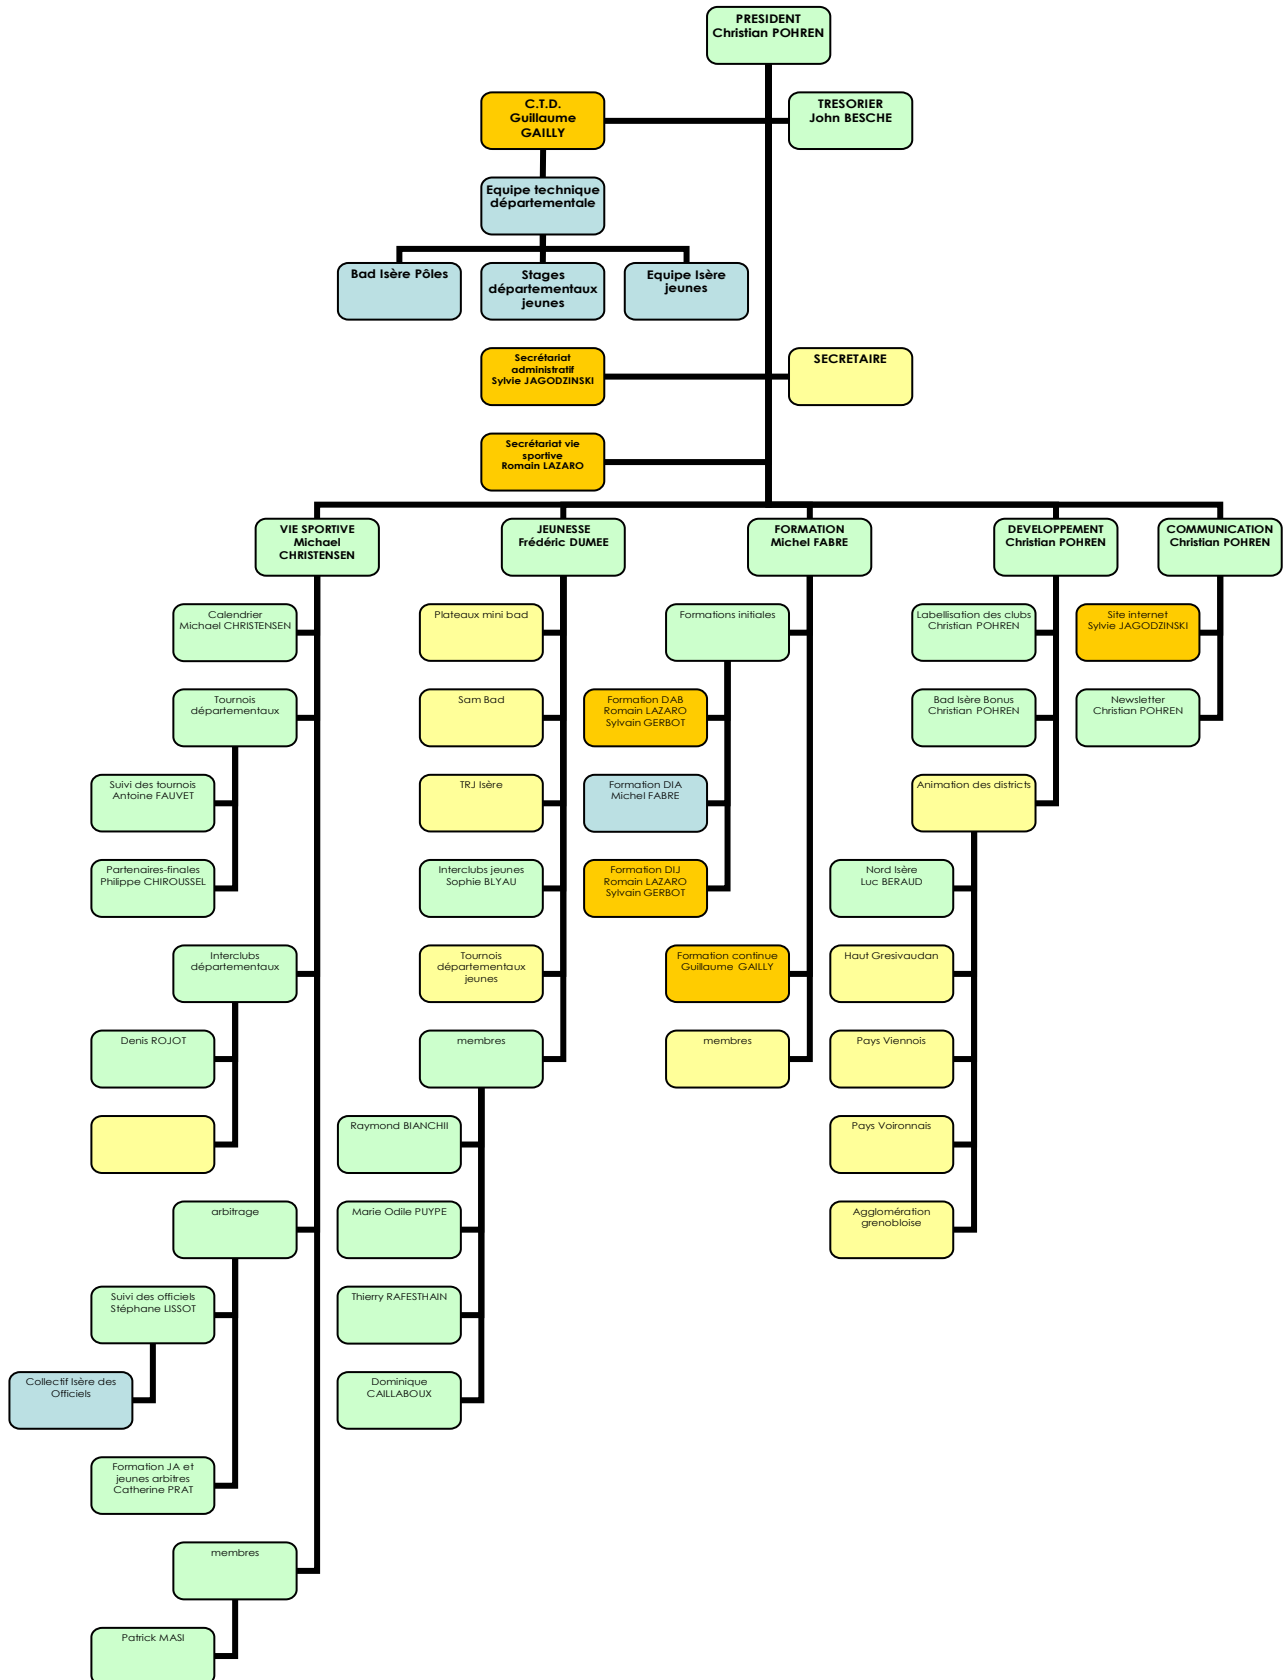 PRESIDENT
Christian POHREN
C.T.D.
Guillaume
GAILLY
TRESORIER
John BESCHE
Equipe technique
départementale
Bad Isère Pôles
Stages
départementaux
jeunes
Equipe Isère
jeunes
Secrétariat
administratif
Sylvie JAGODZINSKI
SECRETAIRE
Secrétariat vie
sportive
Romain LAZARO
VIE SPORTIVE
Michael
CHRISTENSEN
JEUNESSE
Frédéric DUMEE
FORMATION
Michel FABRE
DEVELOPPEMENT
Christian POHREN
COMMUNICATION
Christian POHREN
Calendrier
Michael CHRISTENSEN
Tournois
départementaux
Suivi des tournois
Antoine FAUVET
Partenaires-finales
Philippe CHIROUSSEL
Interclubs
départementaux
Denis ROJOT
arbitrage
Suivi des officiels
Stéphane LISSOT
Collectif Isère des
Officiels
Formation JA et
jeunes arbitres
Catherine PRAT
membres
Patrick MASI
Plateaux mini bad
Sam Bad
TRJ Isère
Interclubs jeunes
Sophie BLYAU
Tournois
départementaux
jeunes
membres
Raymond BIANCHII
Marie Odile PUYPE
Thierry RAFESTHAIN
Dominique
CAILLABOUX
Formations initiales
Formation DAB
Romain LAZARO
Sylvain GERBOT
Formation DIA
Michel FABRE
Formation DIJ
Romain LAZARO
Sylvain GERBOT
Formation continue
Guillaume GAILLY
membres
Labellisation des clubs
Christian POHREN
Bad Isère Bonus
Christian POHREN
Animation des districts
Nord Isère
Luc BERAUD
Haut Gresivaudan
Pays Viennois
Pays Voironnais
Agglomération
grenobloise
Site internet
Sylvie JAGODZINSKI
Newsletter
Christian POHREN